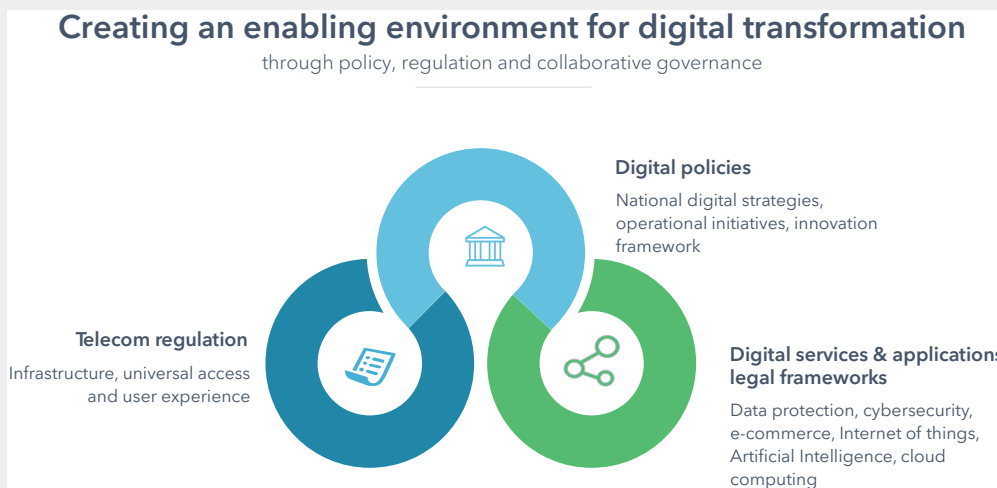 Creating an enabling environment for digital transformation
through policy, regulation and collaborative governance
Digital policies
National digital strategies,
operational initiatives, innovation
framework
Telecom regulation
Infrastructure, universal access
and user experience
Digital services & applications
legal frameworks
Data protection, cybersecurity,
e-commerce, Internet of things,
Artificial Intelligence, cloud
computing